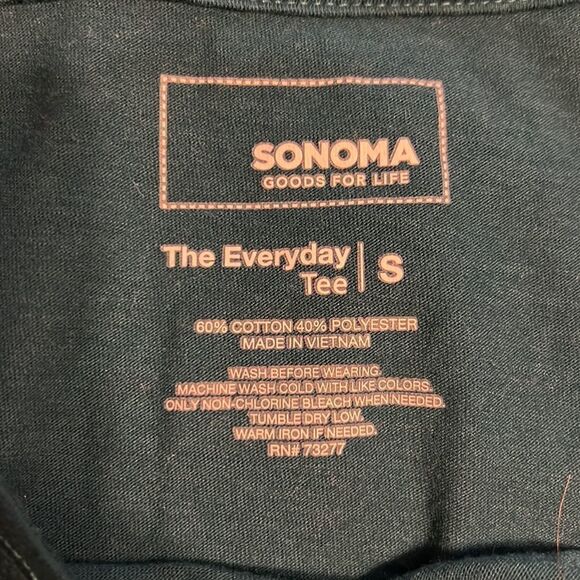 SONOMA
GOODS FOR LIFE
The Everyday
Tee | S
60% COTTON 40% POLYESTER
MADE IN VIETNAM
WASH BEFORE WEARING.
MACHINE WASH COLD WITH LIKE COLORS.
ONLY NON-CHLORINE BLEACH WHEN NEEDED.
TUMBLE DRY LOW.
WARM IRON IF NEEDED.
RN# 73277